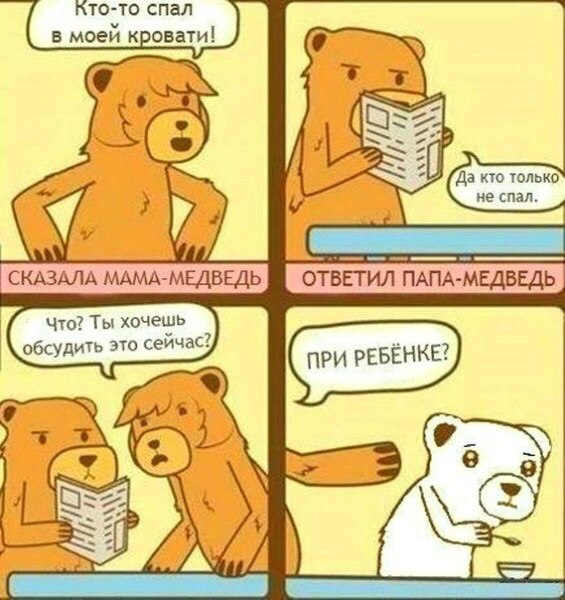 Кто-то спал
в моей кровати!
СКАЗАЛА МАМА-МЕДВЕДЬ
Да кто только
не спал.
ОТВЕТИЛ ПАПА-МЕДВЕДЬ
Что? Ты хочешь
обсудить это сейчас?
ПРИ РЕБЁНКЕ?